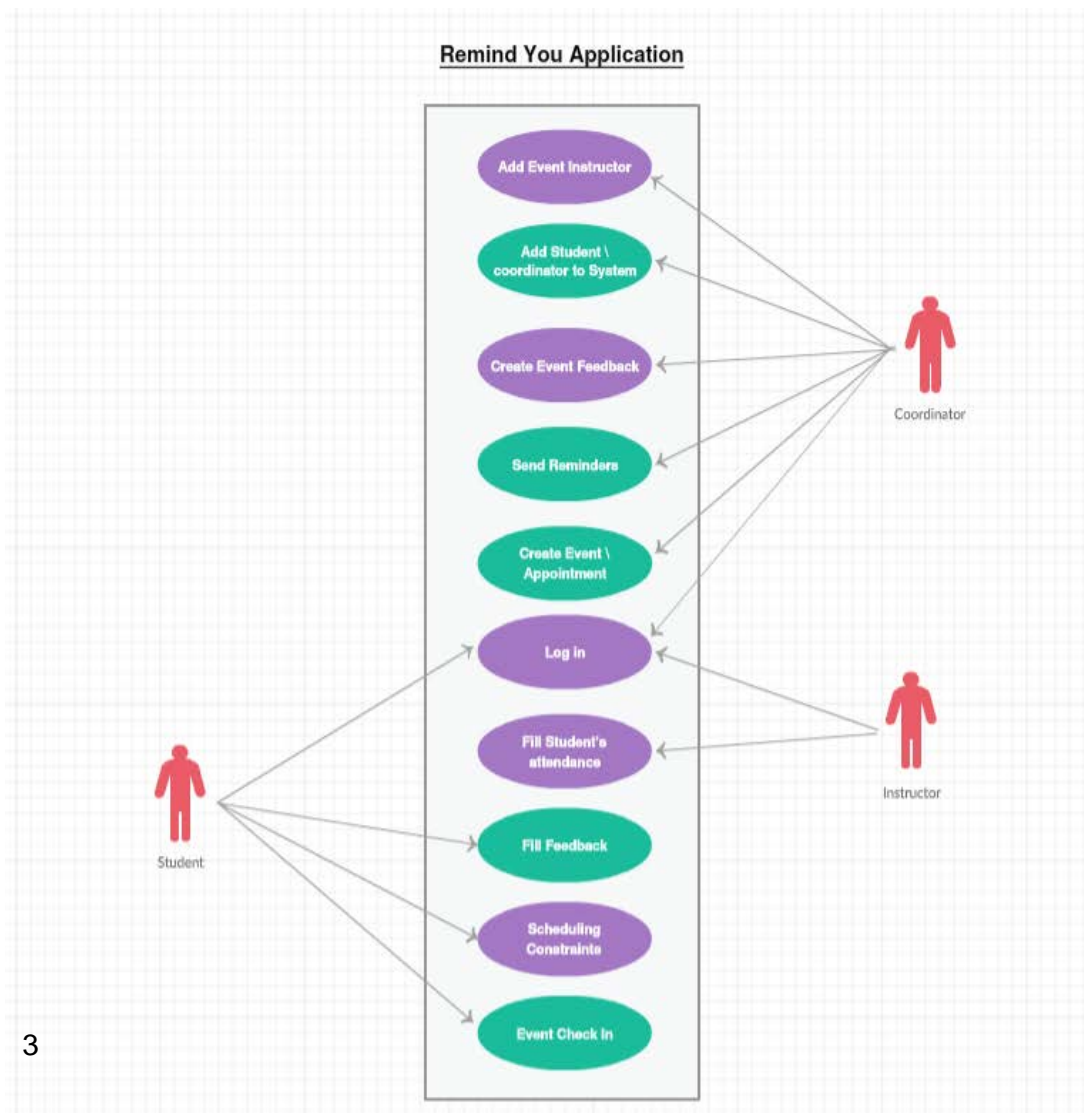 Remind You Application
Add Event Instructor
Add Student \
coordinator to System
Create Event Feedback
Coordinator
Send Reminders
Create Event \
Appointment
Log in
Fill Student's
attendance
Instructor
Fill Feedback
Student
Scheduling
Constraints
Event Check In
3